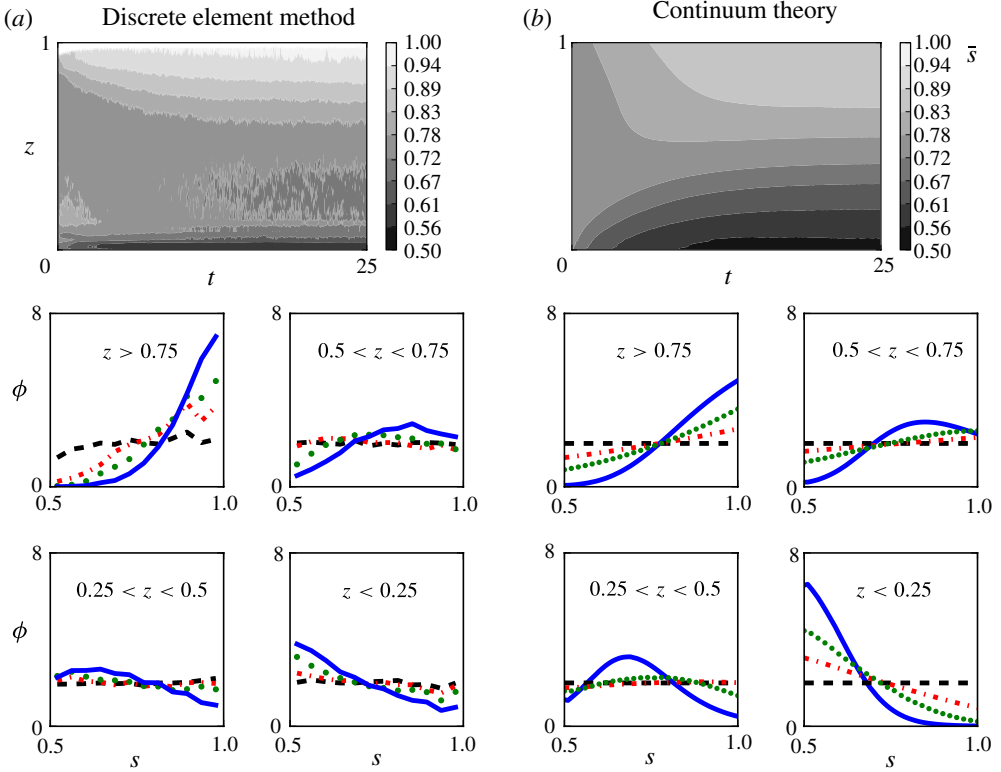 (a) Discrete element method
(b) Continuum theory
1
z
0
t
25
1.00
0.94
0.89
0.83
0.78
0.72
0.67
0.61
0.56
0.50
1
0
t
25
1.00
0.94
0.89
0.83
0.78
0.72
0.67
0.61
0.56
0.50
s̄
8
ϕ
0
z > 0.75
0.5
s
1.0
8
0
0.5 < z < 0.75
0.5
s
1.0
8
0
z > 0.75
0.5
s
1.0
8
0
0.5 < z < 0.75
0.5
s
1.0
8
ϕ
0
0.25 < z < 0.5
0.5
s
1.0
8
0
z < 0.25
0.5
s
1.0
8
0
0.25 < z < 0.5
0.5
s
1.0
8
0
z < 0.25
0.5
s
1.0
ϕ
ϕ